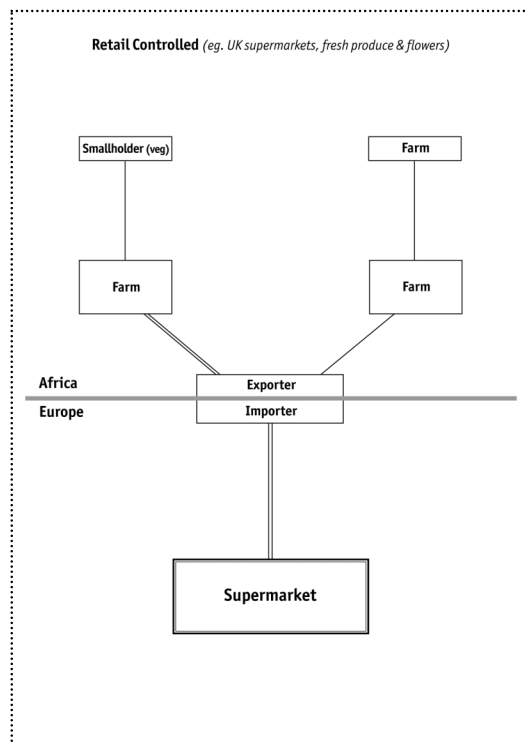 Retail Controlled (eg. UK supermarkets, fresh produce & flowers)
Smallholder (veg)
Farm
Farm
Farm
Africa
Exporter
Europe
Importer
Supermarket